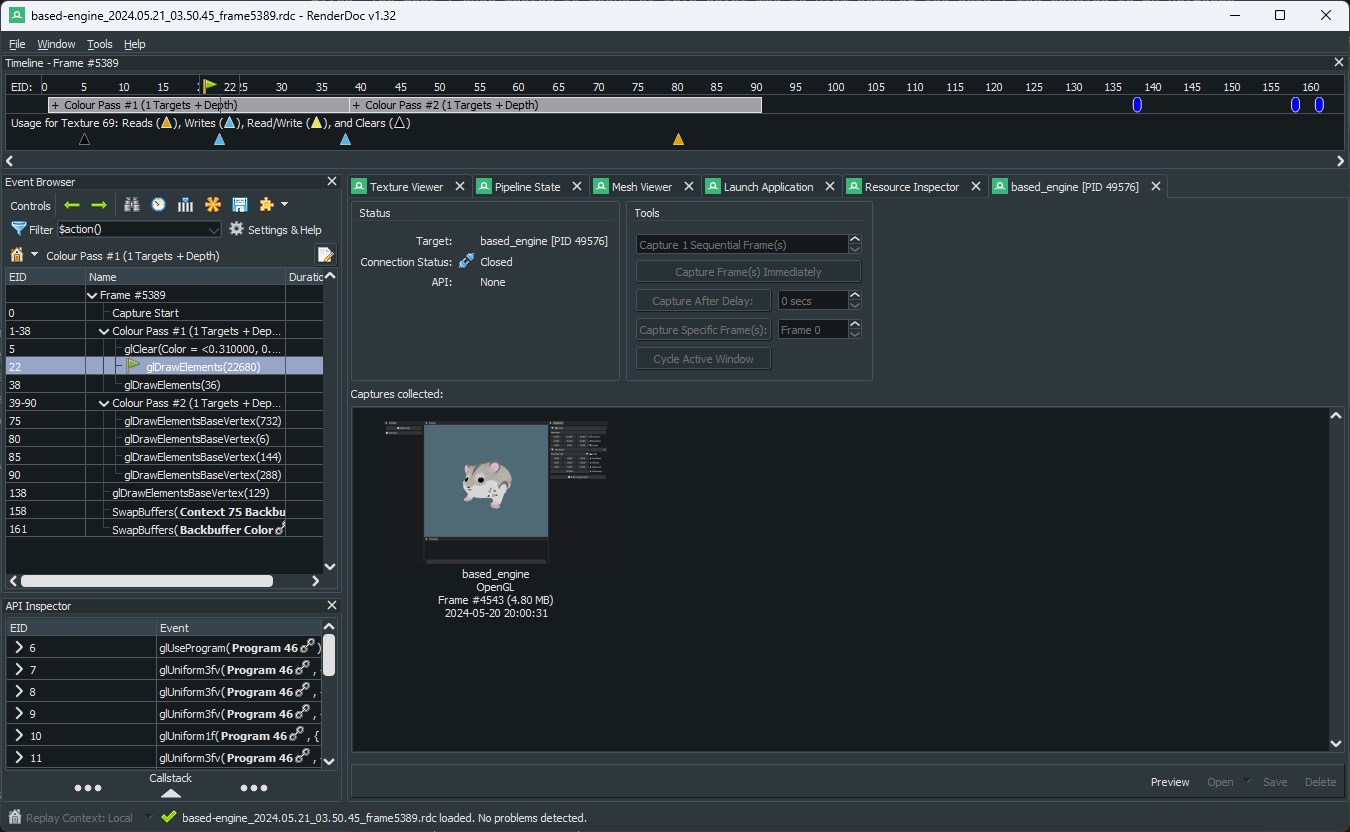 based-engine_2024.05.21_03.50.45_frame5389.rdc - RenderDoc v1.32
File Window Tools Help
Timeline - Frame #5389
EID: 0 5 10 15 22 25 30 35 40 45 50 55 60 65 70 75 80 85 90 95 100 105 110 115 120 125 130 135 140 145 150 155 160
+ Colour Pass #1 (1 Targets + Depth) + Colour Pass #2 (1 Targets + Depth)
Usage for Texture 69: Reads ( ), Writes ( ), Read/Write ( ), and Clears ( )
Event Browser
Controls
Filter $action() Settings & Help
Colour Pass #1 (1 Targets + Depth)
EID Name Duratio
Frame #5389
0 Capture Start
1-38 Colour Pass #1 (1 Targets + Dep...
5 glClear(Color = <0.310000, 0....
22 glDrawElements(22680)
38 glDrawElements(36)
39-90 Colour Pass #2 (1 Targets + Dep...
75 glDrawElementsBaseVertex(732)
80 glDrawElementsBaseVertex(6)
85 glDrawElementsBaseVertex(144)
90 glDrawElementsBaseVertex(288)
138 glDrawElementsBaseVertex(129)
158 SwapBuffers(Context 75 Backbu
161 SwapBuffers(Backbuffer Color
API Inspector
EID Event
6 glUseProgram(Program 46 )
7 glUniform3fv(Program 46 ,
8 glUniform3fv(Program 46 ,
9 glUniform3fv(Program 46 ,
10 glUniform1f(Program 46 , {
11 glUniform3fv(Program 46 ,
Callstack
Texture Viewer Pipeline State Mesh Viewer Launch Application Resource Inspector based_engine [PID 49576]
Status
Target: based_engine [PID 49576]
Connection Status: Closed
API: None
Tools
Capture 1 Sequential Frame(s)
Capture Frame(s) Immediately
Capture After Delay: 0 secs
Capture Specific Frame(s): Frame 0
Cycle Active Window
Captures collected:
based_engine
OpenGL
Frame #4543 (4.80 MB)
2024-05-20 20:00:31
Preview Open Save Delete
Replay Context: Local based-engine_2024.05.21_03.50.45_frame5389.rdc loaded. No problems detected.